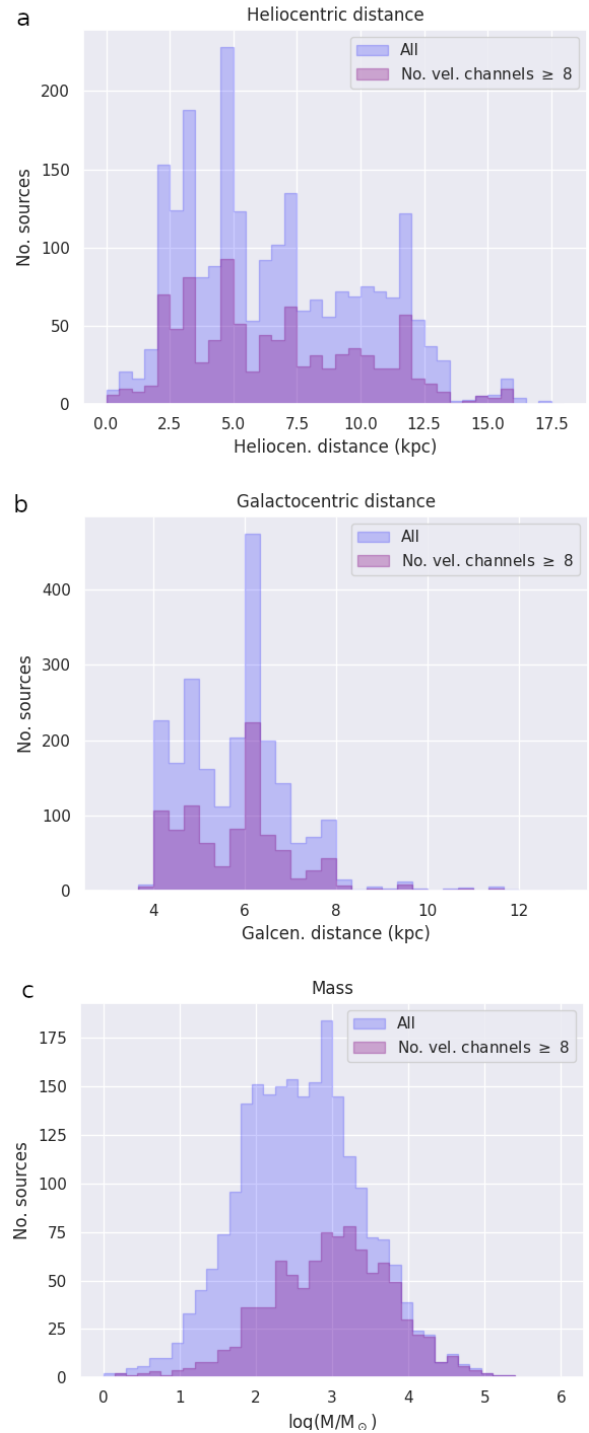 a
Heliocentric distance
All
No. vel. channels ≥ 8
200
150
100
50
0
No. sources
0.0 2.5 5.0 7.5 10.0 12.5 15.0 17.5
Heliocen. distance (kpc)
b
Galactocentric distance
All
No. vel. channels ≥ 8
400
300
200
100
0
No. sources
4 6 8 10 12
Galcen. distance (kpc)
c
Mass
All
No. vel. channels ≥ 8
175
150
125
100
75
50
25
0
No. sources
0 1 2 3 4 5 6
log(M/M⊙)